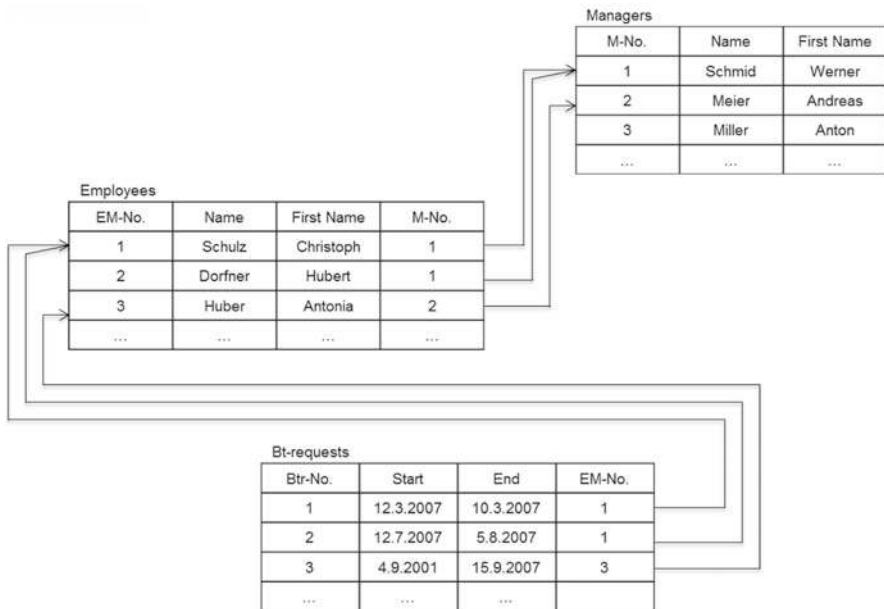 Managers
M-No. Name First Name
1 Schmid Werner
2 Meier Andreas
3 Miller Anton
... ... ...
Employees
EM-No. Name First Name M-No.
1 Schulz Christoph 1
2 Dorfner Hubert 1
3 Huber Antonia 2
... ... ... ...
Bt-requests
Btr-No. Start End EM-No.
1 12.3.2007 10.3.2007 1
2 12.7.2007 5.8.2007 1
3 4.9.2001 15.9.2007 3
... ... ...